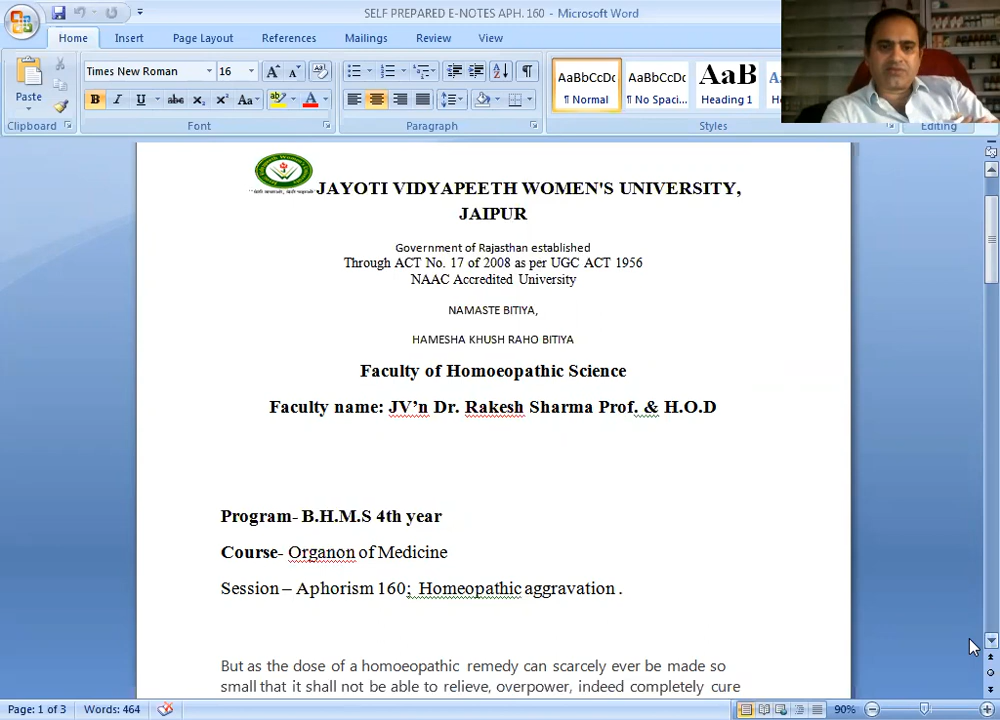 SELF PREPARED E-NOTES APH. 160 - Microsoft Word
Home Insert Page Layout References Mailings Review View
Times New Roman 16
Paste
B I U abc X₂ X² Aa A
AaBbCcDc AaBbCcDc AaBbC
¶ Normal ¶ No Spaci... Heading 1
Clipboard Font Paragraph Styles Editing
JAYOTI VIDYAPEETH WOMEN'S UNIVERSITY,
JAIPUR
Government of Rajasthan established
Through ACT No. 17 of 2008 as per UGC ACT 1956
NAAC Accredited University
NAMASTE BITIYA,
HAMESHA KHUSH RAHO BITIYA
Faculty of Homoeopathic Science
Faculty name: JV’n Dr. Rakesh Sharma Prof. & H.O.D
Program- B.H.M.S 4th year
Course- Organon of Medicine
Session – Aphorism 160; Homeopathic aggravation .
But as the dose of a homoeopathic remedy can scarcely ever be made so
small that it shall not be able to relieve, overpower, indeed completely cure
Page: 1 of 3 Words: 464 90%